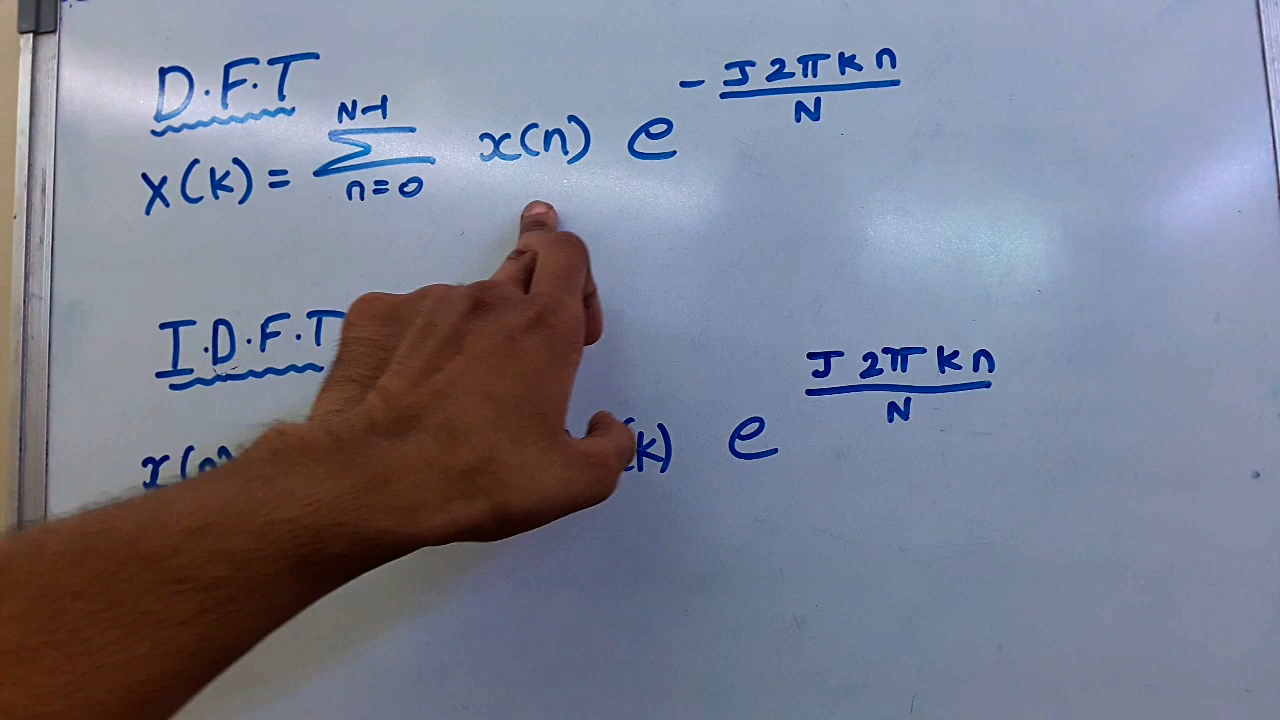 D.F.T
X(k) = N-1 Σ n=0 x(n) e - J2πkn / N
I.D.F.T
x(n) (k) e J2πkn / N